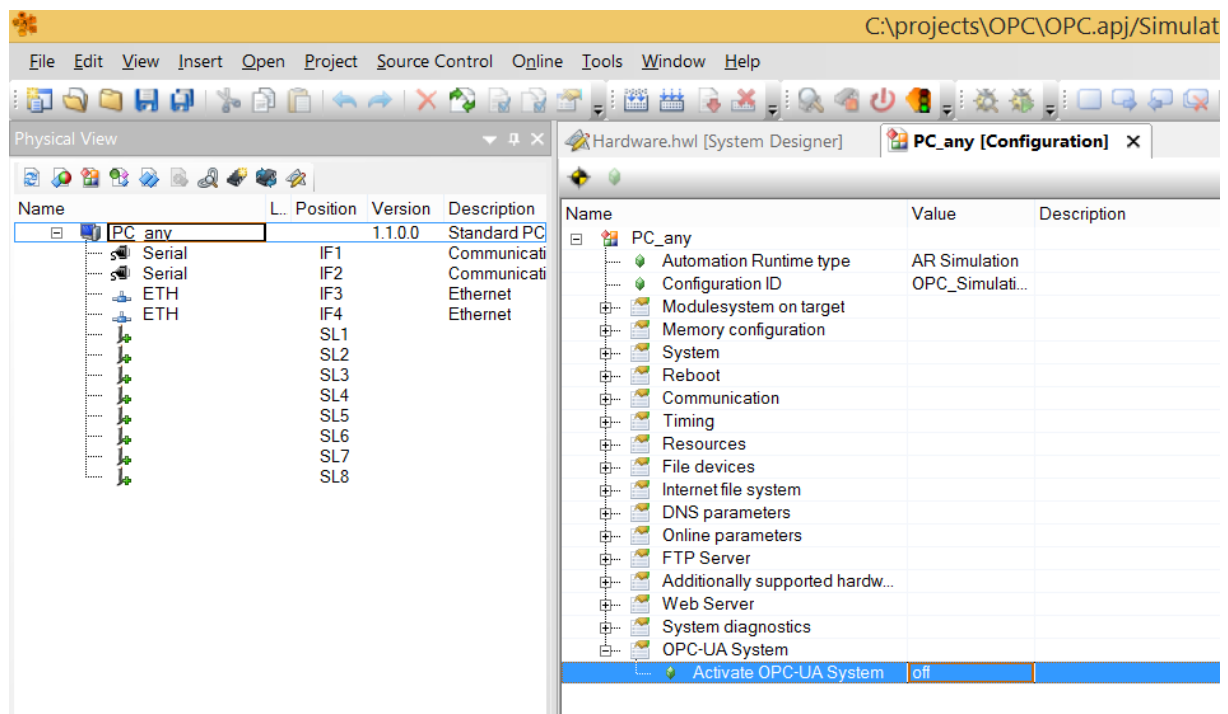 C:\projects\OPC\OPC.apj/Simulat
File Edit View Insert Open Project Source Control Online Tools Window Help
Physical View
Hardware.hwl [System Designer] PC_any [Configuration]
Name L.. Position Version Description
PC_any 1.1.0.0 Standard PC
Serial IF1 Communicati
Serial IF2 Communicati
ETH IF3 Ethernet
ETH IF4 Ethernet
SL1
SL2
SL3
SL4
SL5
SL6
SL7
SL8
Name Value Description
PC_any
Automation Runtime type AR Simulation
Configuration ID OPC_Simulati...
Modulesystem on target
Memory configuration
System
Reboot
Communication
Timing
Resources
File devices
Internet file system
DNS parameters
Online parameters
FTP Server
Additionally supported hardw...
Web Server
System diagnostics
OPC-UA System
Activate OPC-UA System off